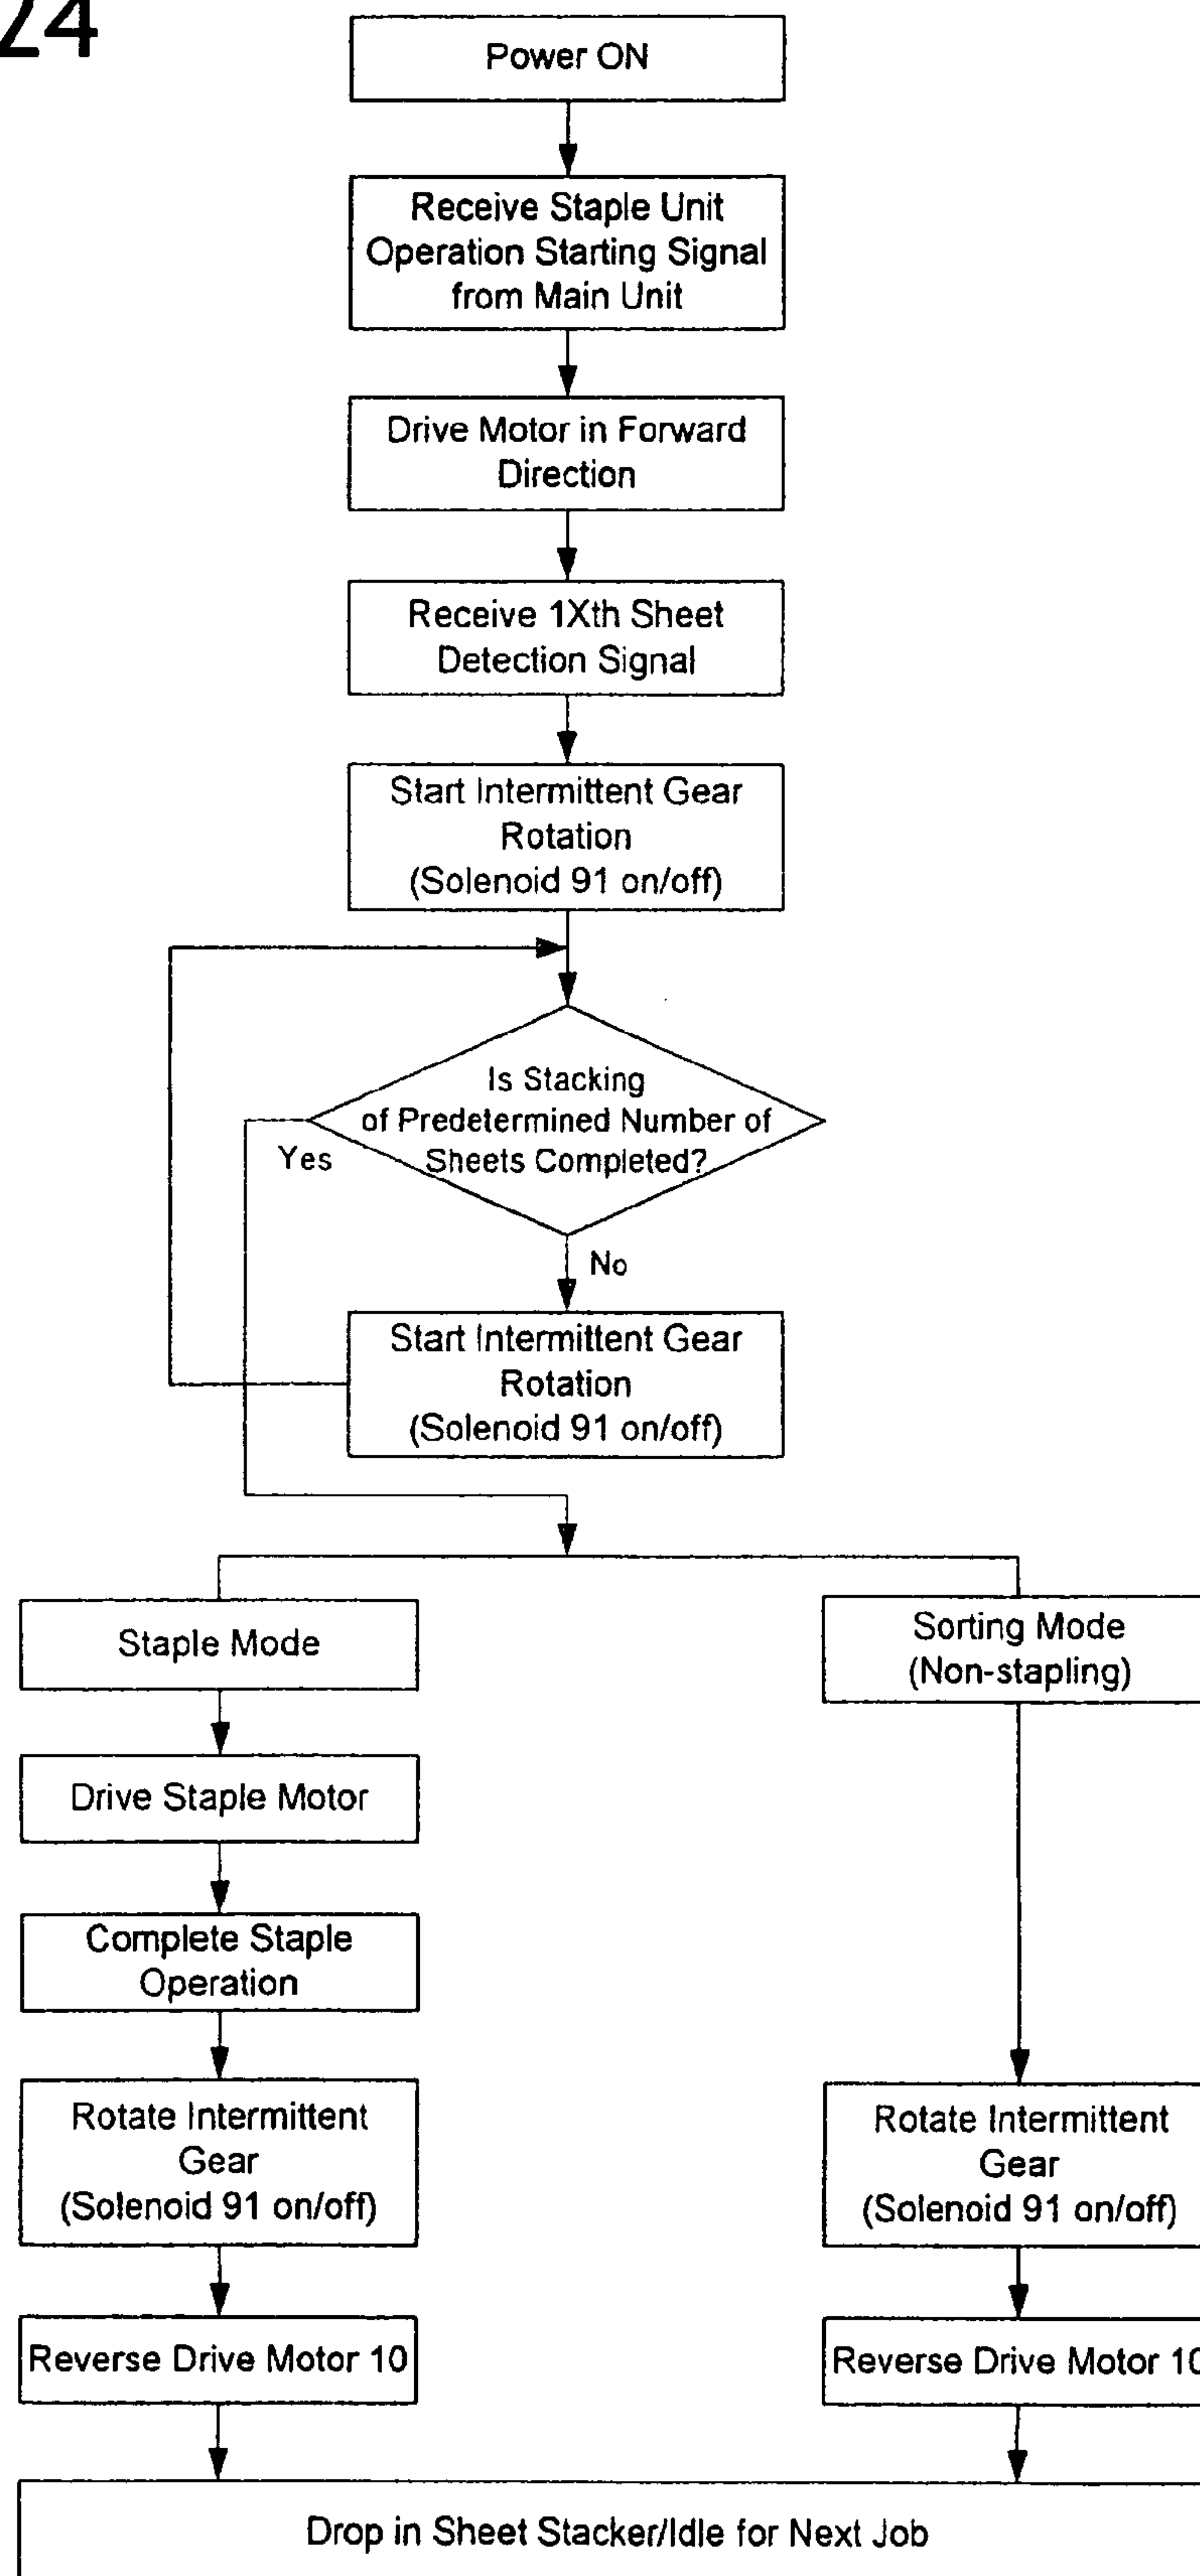 24
Power ON
Receive Staple Unit
Operation Starting Signal
from Main Unit
Drive Motor in Forward
Direction
Receive 1Xth Sheet
Detection Signal
Start Intermittent Gear
Rotation
(Solenoid 91 on/off)
Is Stacking
of Predetermined Number of
Sheets Completed?
Yes
No
Start Intermittent Gear
Rotation
(Solenoid 91 on/off)
Staple Mode
Drive Staple Motor
Complete Staple
Operation
Rotate Intermittent
Gear
(Solenoid 91 on/off)
Reverse Drive Motor 10
Sorting Mode
(Non-stapling)
Rotate Intermittent
Gear
(Solenoid 91 on/off)
Reverse Drive Motor 10
Drop in Sheet Stacker/Idle for Next Job